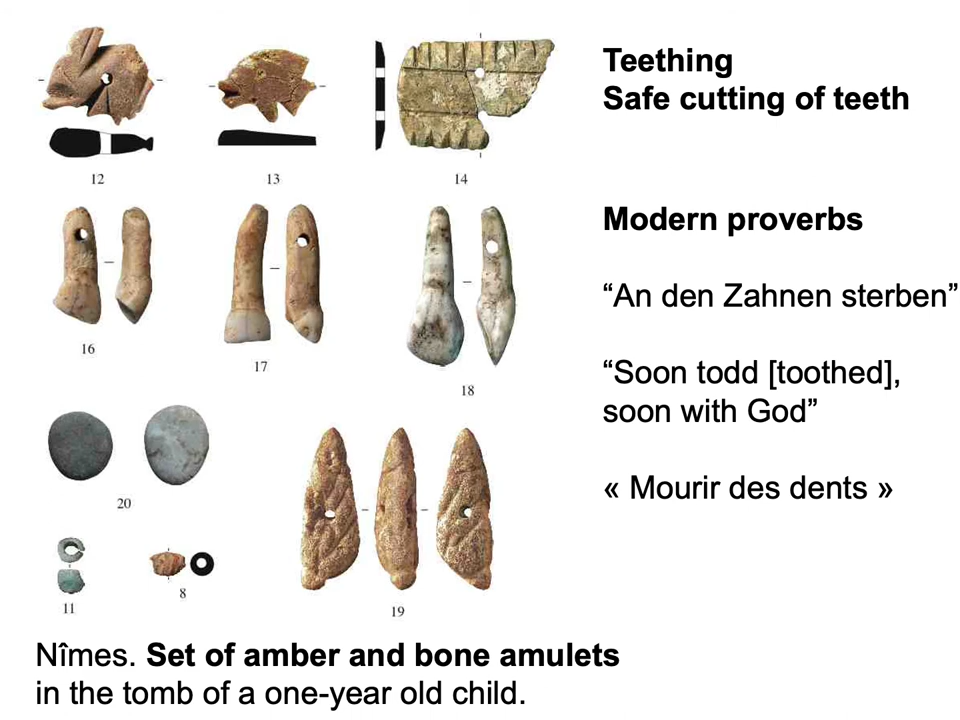 Teething
Safe cutting of teeth
12
13
14
Modern proverbs
“An den Zahnen sterben”
16
17
18
“Soon todd [toothed],
soon with God”
20
« Mourir des dents »
11
8
19
Nîmes. Set of amber and bone amulets
in the tomb of a one-year old child.